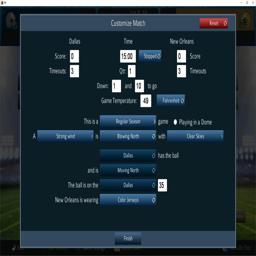 Customize Match
Reset
Dallas Time New Orleans
Score: 0 15:00 Stopped 0 Score
Timeouts: 3 Qtr: 1 3 Timeouts
Down: 1 and 10 to go
Game Temperature: 49 Fahrenheit
This is a Regular Season game Playing in a Dome
A Strong wind is Blowing North with Clear Skies
Dallas has the ball
and is Moving North
The ball is on the Dallas 35
New Orleans is wearing Color Jerseys
Finish